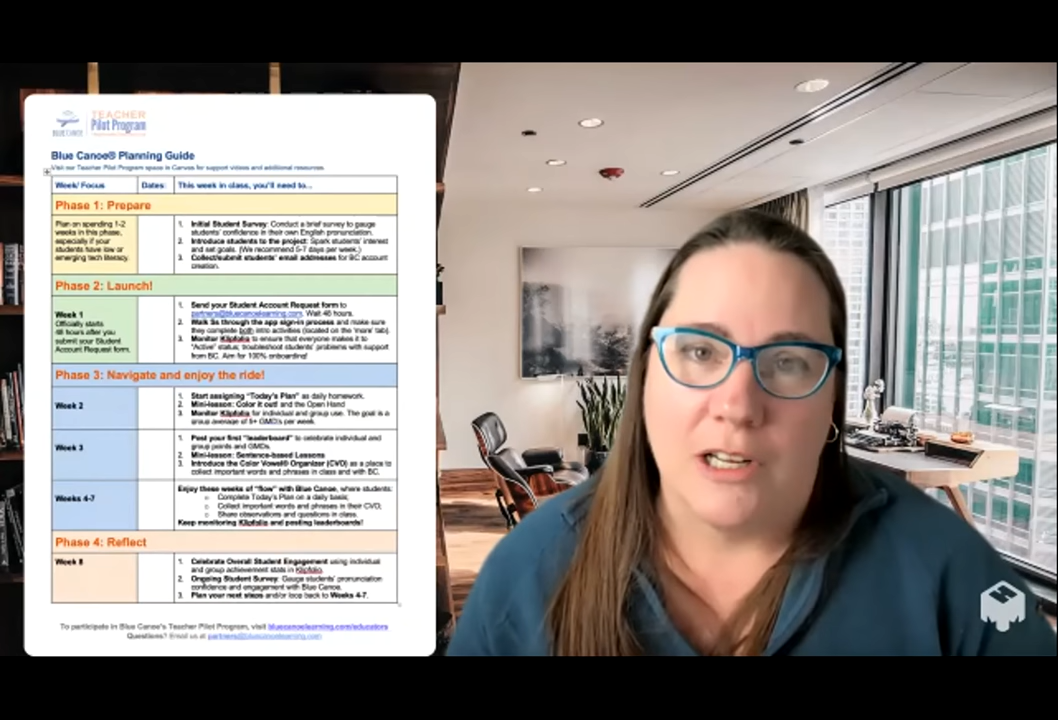 BLUE CANOE
TEACHER
Pilot Program
Blue Canoe® Planning Guide
Visit our Teacher Pilot Program space in Canvas for support videos and additional resources.
Week/ Focus
Dates:
This week in class, you'll need to...
Phase 1: Prepare
Plan on spending 1-2
weeks in this phase,
especially if your
students have low or
emerging tech literacy.
1. Initial Student Survey: Conduct a brief survey to gauge
students' confidence in their own English pronunciation.
2. Introduce students to the project: Spark students' interest
and set goals. (We recommend 5-7 days per week.)
3. Collect/submit students' email addresses for BC account
creation.
Phase 2: Launch!
Week 1
Officially starts
48 hours after you
submit your Student
Account Request form.
1. Send your Student Account Request form to
partners@bluecanoelearning.com. Wait 48 hours.
2. Walk Ss through the app sign-in process and make sure
they complete both intro activities (located on the 'more' tab).
3. Monitor Klipfolio to ensure that everyone makes it to
"Active" status; troubleshoot students' problems with support
from BC. Aim for 100% onboarding!
Phase 3: Navigate and enjoy the ride!
Week 2
1. Start assigning "Today's Plan" as daily homework.
2. Mini-lesson: Color it out! and the Open Hand
3. Monitor Klipfolio for individual and group use. The goal is a
group average of 5+ GMDs per week.
Week 3
1. Post your first "leaderboard" to celebrate individual and
group points and GMDs.
2. Mini-lesson: Sentence-based Lessons
3. Introduce the Color Vowel® Organizer (CVO) as a place to
collect important words and phrases in class and with BC.
Weeks 4-7
Enjoy these weeks of "flow" with Blue Canoe, where students:
o Complete Today's Plan on a daily basis;
o Collect important words and phrases in their CVO;
o Share observations and questions in class.
Keep monitoring Klipfolio and posting leaderboards!
Phase 4: Reflect
Week 8
1. Celebrate Overall Student Engagement using individual
and group achievement stats in Klipfolio.
2. Ongoing Student Survey: Gauge students' pronunciation
confidence and engagement with Blue Canoe.
3. Plan your next steps and/or loop back to Weeks 4-7.
To participate in Blue Canoe's Teacher Pilot Program, visit bluecanoelearning.com/educators
Questions? Email us at partners@bluecanoelearning.com